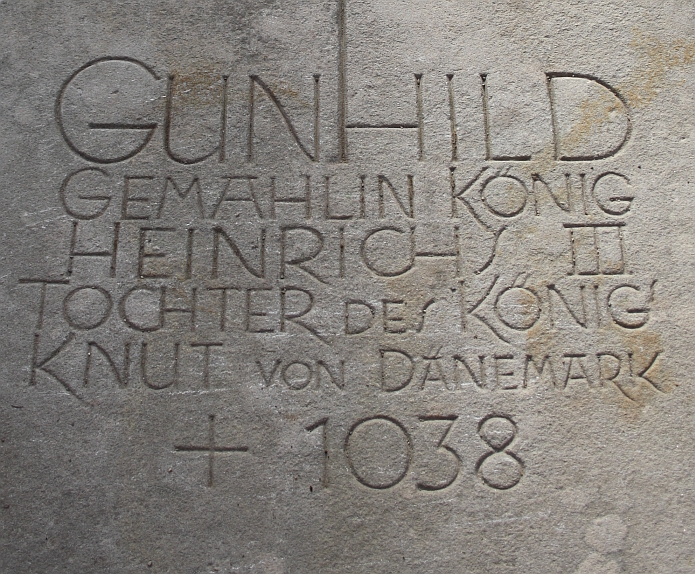 GUNHILD
GEMAHLIN KÖNIG
HEINRICHS III
TOCHTER DES KÖNIGS
KNUT VON DÄNEMARK
+ 1038